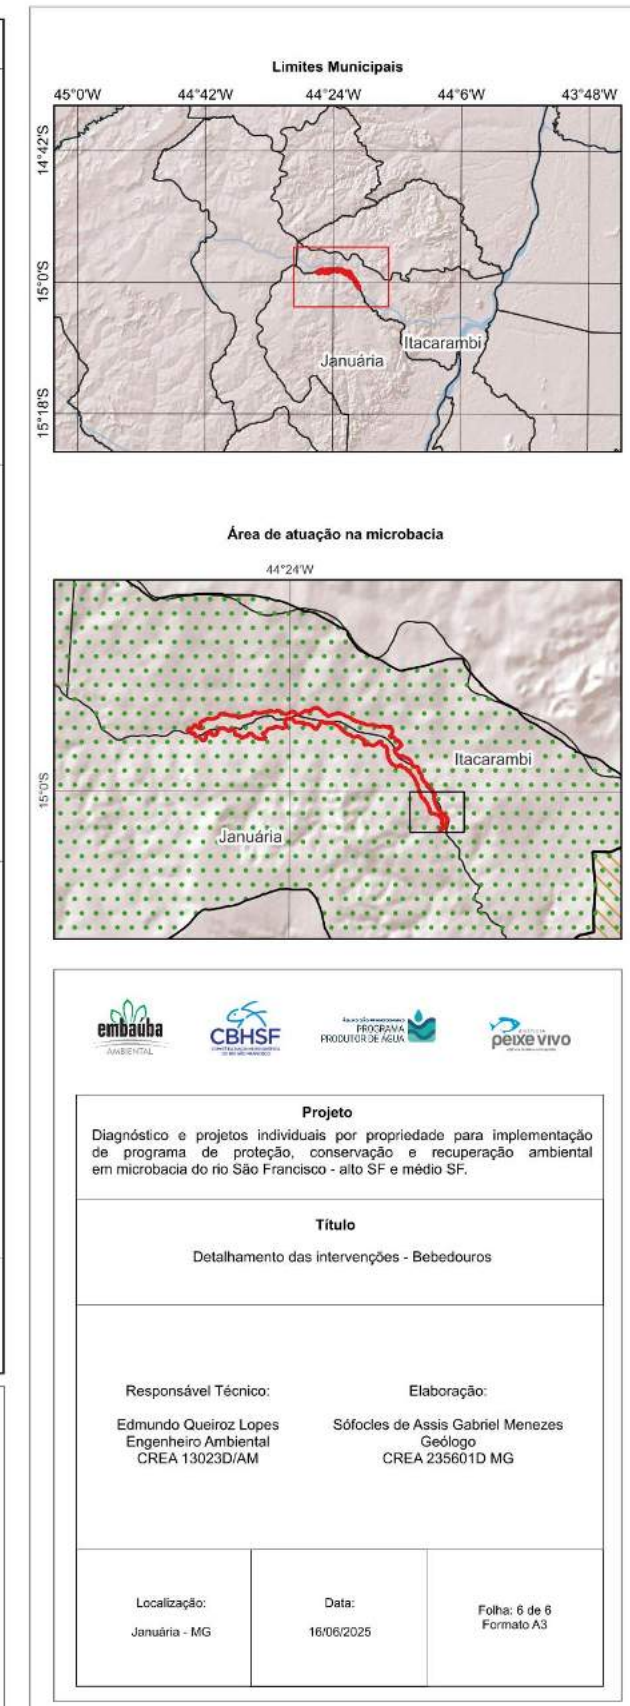 Limites Municipais
45°0'W 44°42'W 44°24'W 44°6'W 43°48'W
14°42'S
15°0'S
15°18'S
Januária
Itacarambi
Área de atuação na microbacia
44°24'W
15°0'S
Itacarambi
Januária
embaúba
AMBIENTAL
CBHSF
PROGRAMA
PRODUTOR DE ÁGUA
peixe vivo
Projeto
Diagnóstico e projetos individuais por propriedade para implementação
de programa de proteção, conservação e recuperação ambiental
em microbacia do rio São Francisco - alto SF e médio SF.
Título
Detalhamento das intervenções - Bebedouros
Responsável Técnico:
Edmundo Queiroz Lopes
Engenheiro Ambiental
CREA 13023D/AM
Elaboração:
Sófocles de Assis Gabriel Menezes
Geólogo
CREA 235601D MG
Localização:
Januária - MG
Data:
16/06/2025
Folha: 6 de 6
Formato A3